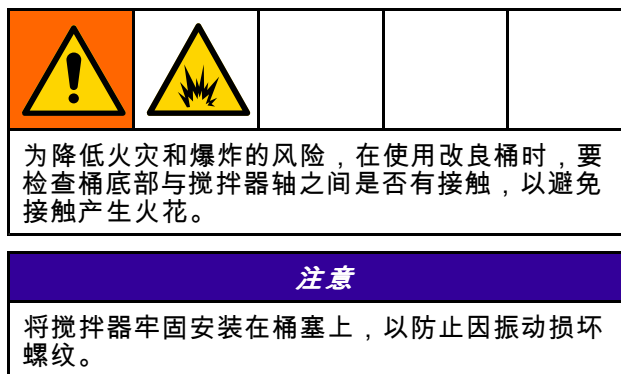 为降低火灾和爆炸的风险，在使用改良桶时，要
检查桶底部与搅拌器轴之间是否有接触，以避免
接触产生火花。
注意
将搅拌器牢固安装在桶塞上，以防止因振动损坏
螺纹。